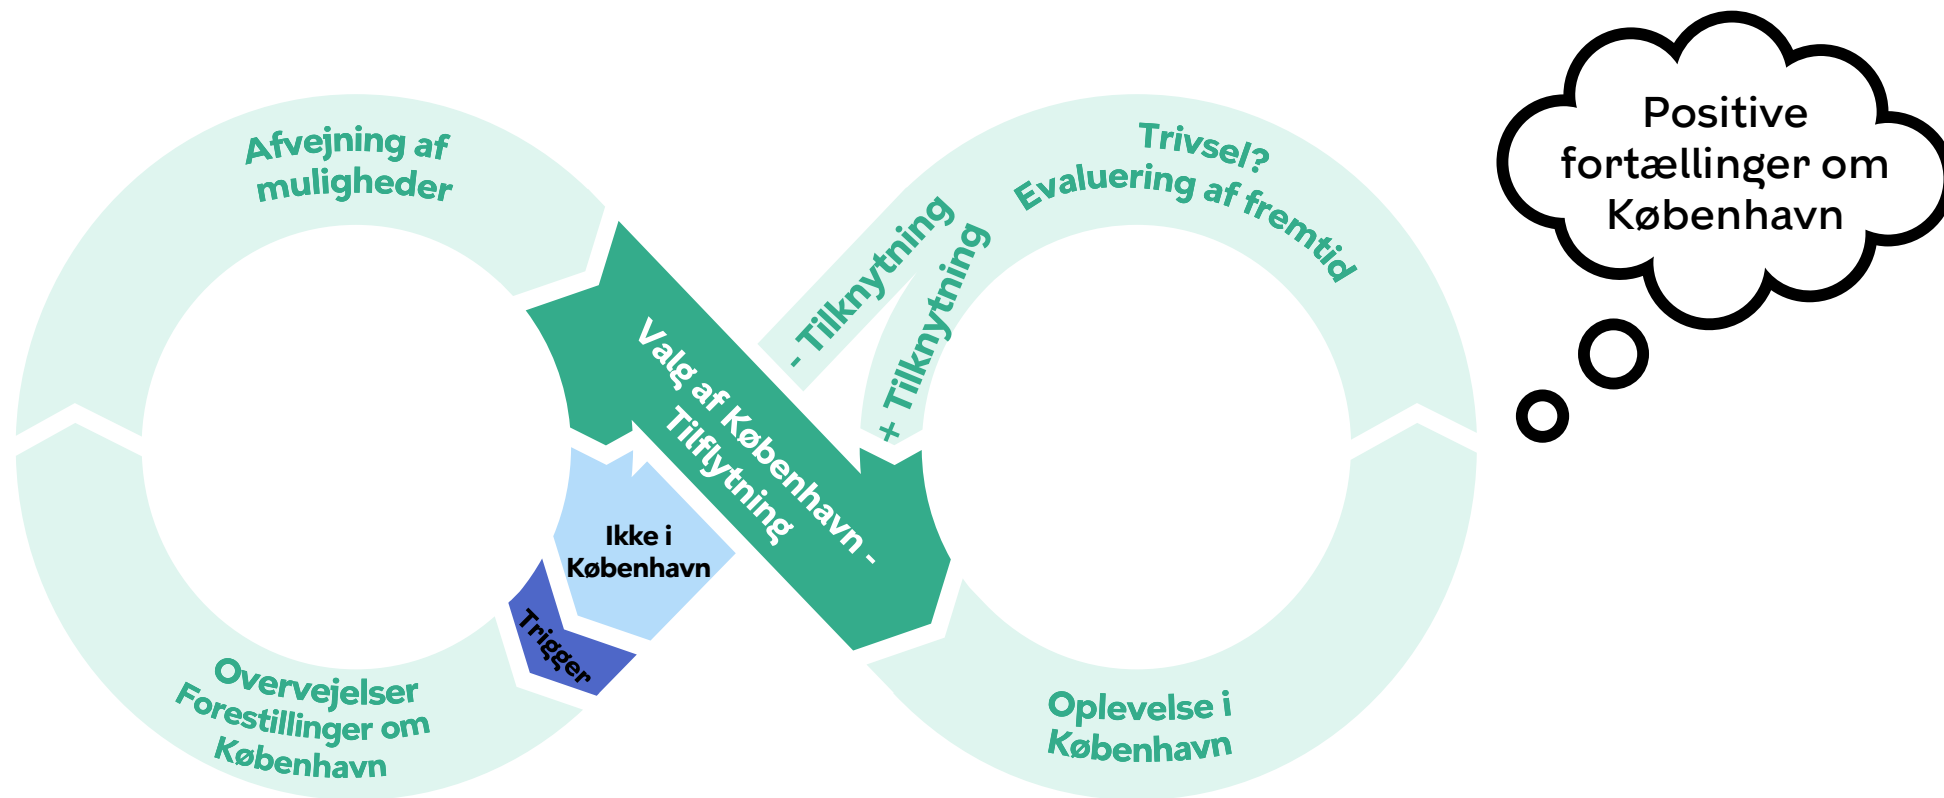 Afvejning af
muligheder
Valg af København -
Tilflytning
- Tilknytning
+ Tilknytning
Trivsel?
Evaluering af fremtid
Positive
fortællinger om
København
Ikke i
København
Trigger
Overvejelser
Forestillinger om
København
Oplevelse i
København